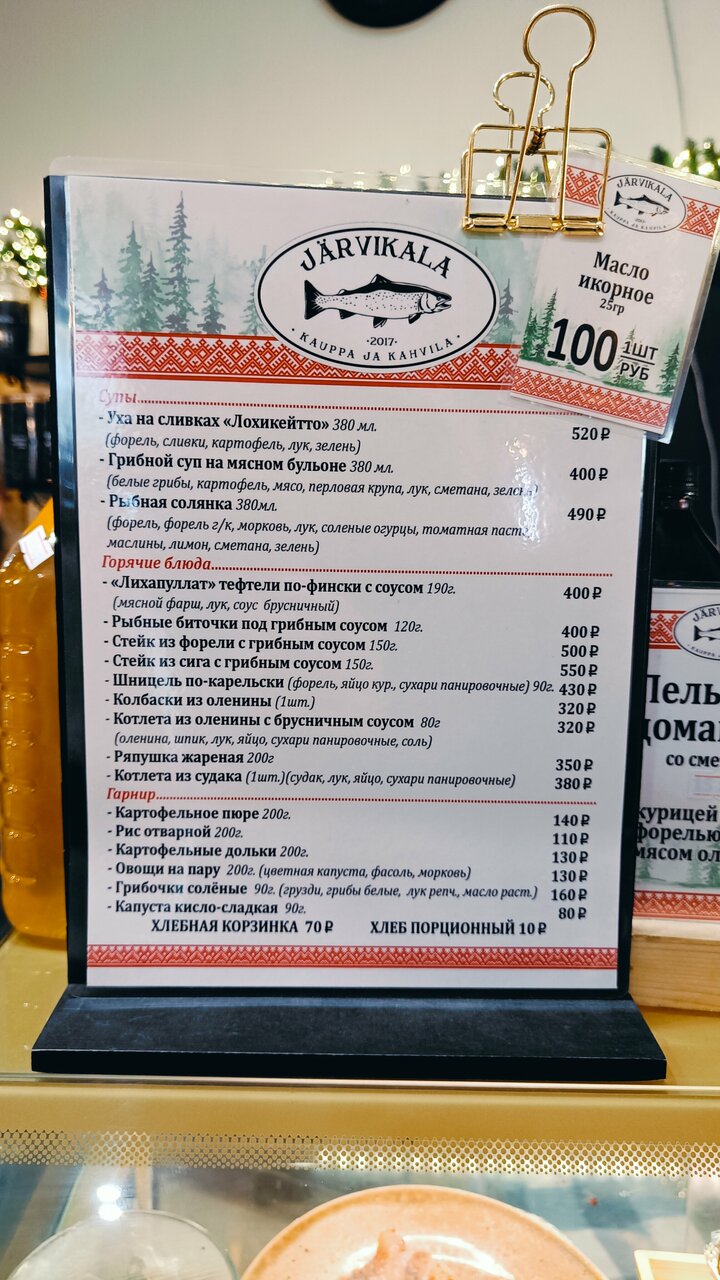 JÄRVIKALA
·2017·
· KAUPPA JA KAHVILA ·
JÄRVIKALA
KAUPPA JA KAHVILA
Масло
икорное
25гр
100 1ШТ
РУБ
Супы
- Уха на сливках «Лохикейтто» 380 мл. 520 ₽
(форель, сливки, картофель, лук, зелень)
- Грибной суп на мясном бульоне 380 мл. 400 ₽
(белые грибы, картофель, мясо, перловая крупа, лук, сметана, зелень)
- Рыбная солянка 380мл. 490 ₽
(форель, форель г/к, морковь, лук, соленые огурцы, томатная паста,
маслины, лимон, сметана, зелень)
Горячие блюда
- «Лихапуллат» тефтели по-фински с соусом 190г. 400 ₽
(мясной фарш, лук, соус брусничный)
- Рыбные биточки под грибным соусом 120г. 400 ₽
- Стейк из форели с грибным соусом 150г. 500 ₽
- Стейк из сига с грибным соусом 150г. 550 ₽
- Шницель по-карельски (форель, яйцо кур., сухари панировочные) 90г. 430 ₽
- Колбаски из оленины (1шт.) 320 ₽
- Котлета из оленины с брусничным соусом 80г 320 ₽
(оленина, шпик, лук, яйцо, сухари панировочные, соль)
- Ряпушка жареная 200г 350 ₽
- Котлета из судака (1шт.)(судак, лук, яйцо, сухари панировочные) 380 ₽
Гарнир
- Картофельное пюре 200г. 140 ₽
- Рис отварной 200г. 110 ₽
- Картофельные дольки 200г. 130 ₽
- Овощи на пару 200г. (цветная капуста, фасоль, морковь) 130 ₽
- Грибочки солёные 90г. (грузди, грибы белые, лук репч., масло раст.) 160 ₽
- Капуста кисло-сладкая 90г. 80 ₽
ХЛЕБНАЯ КОРЗИНКА 70 ₽ ХЛЕБ ПОРЦИОННЫЙ 10 ₽
со сме
курицей
форелью